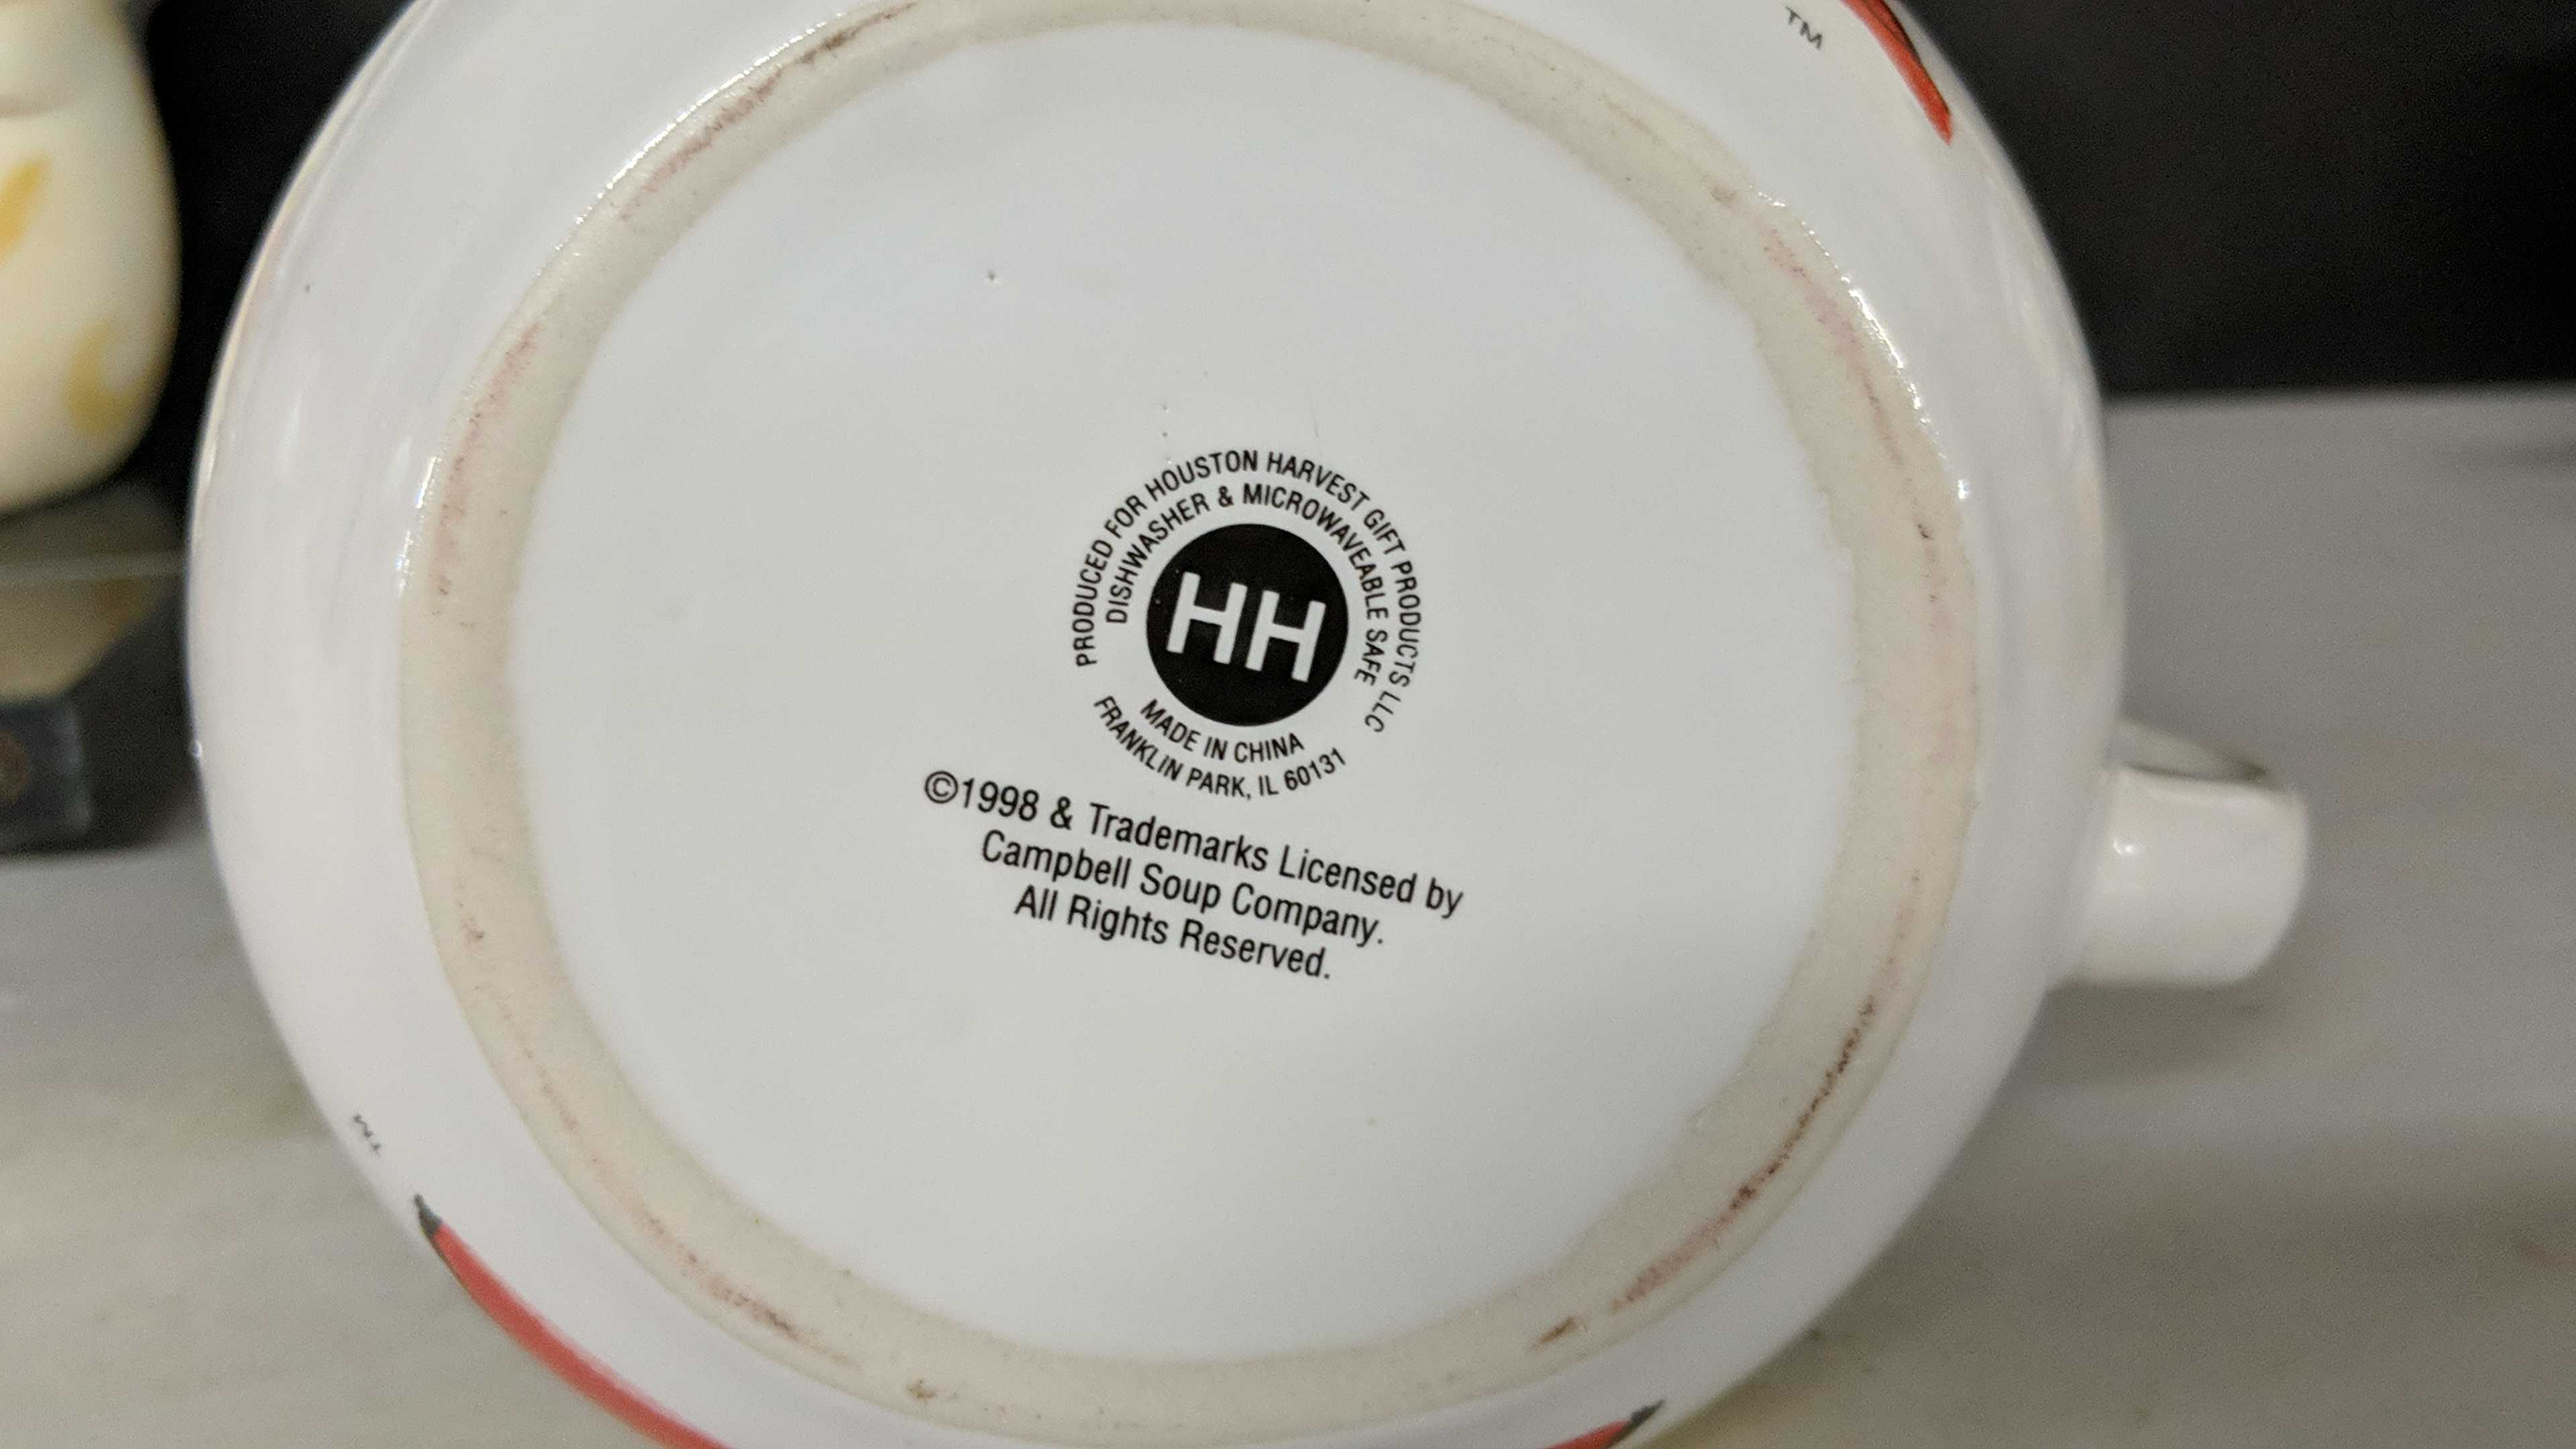 TM
PRODUCED FOR HOUSTON HARVEST GIFT PRODUCTS LLC
DISHWASHER & MICROWAVEABLE SAFE
HH
MADE IN CHINA
FRANKLIN PARK, IL 60131
©1998 & Trademarks Licensed by
Campbell Soup Company.
All Rights Reserved.
TM